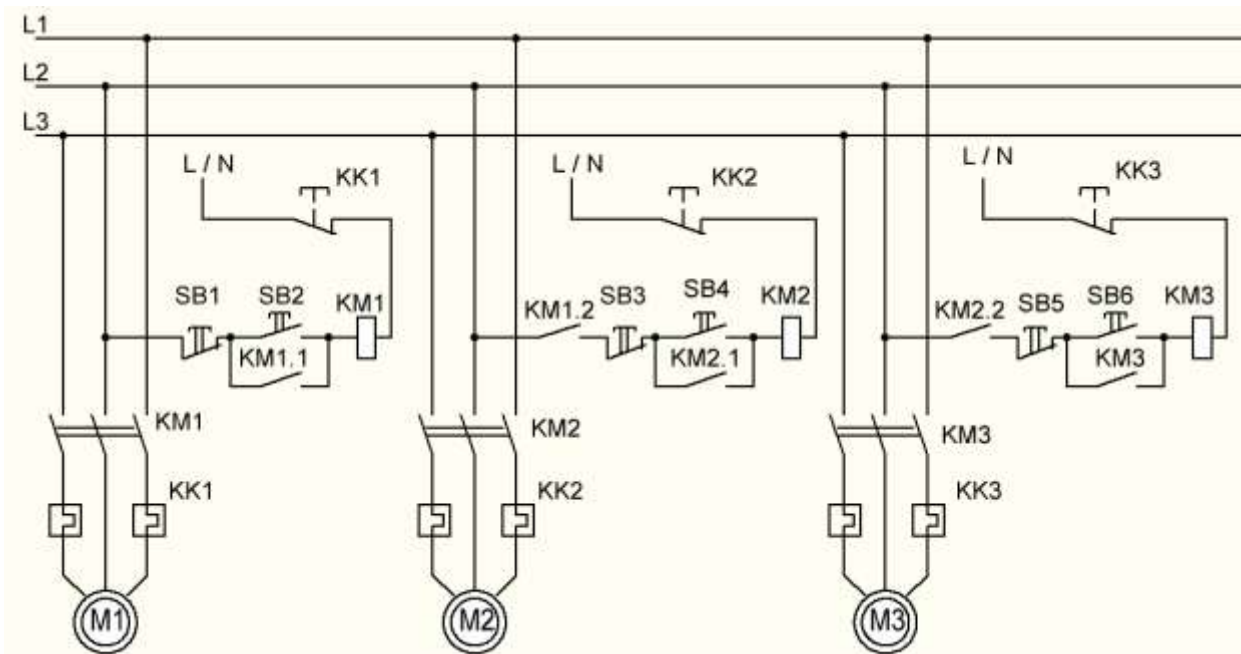 L1
L2
L3
L / N
KK1
L / N
KK2
L / N
KK3
SB1
SB2
KM1
KM1.2
SB3
SB4
KM2
KM2.2
SB5
SB6
KM3
KM1.1
KM2.1
KM3
KM1
KM2
KM3
KK1
KK2
KK3
M1
M2
M3